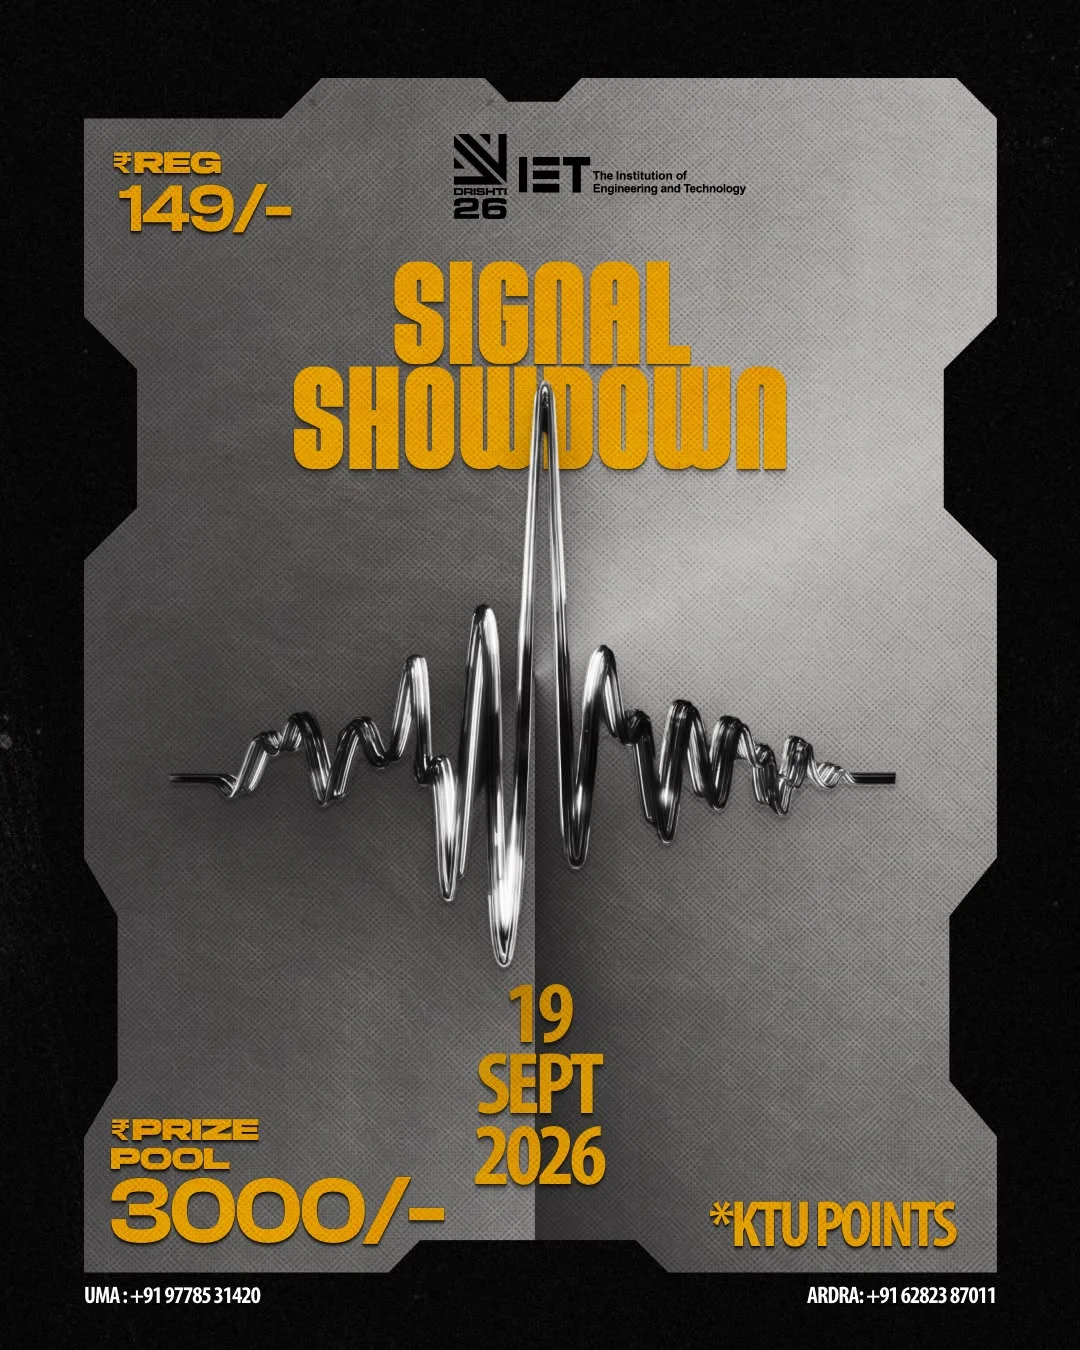 ₹REG
149/-
DRISHTI
26
IET The Institution of
Engineering and Technology
SIGNAL
SHOWDOWN
19
SEPT
2026
₹PRIZE
POOL
3000/-
*KTU POINTS
UMA : +91 97785 31420
ARDRA: +91 62823 87011